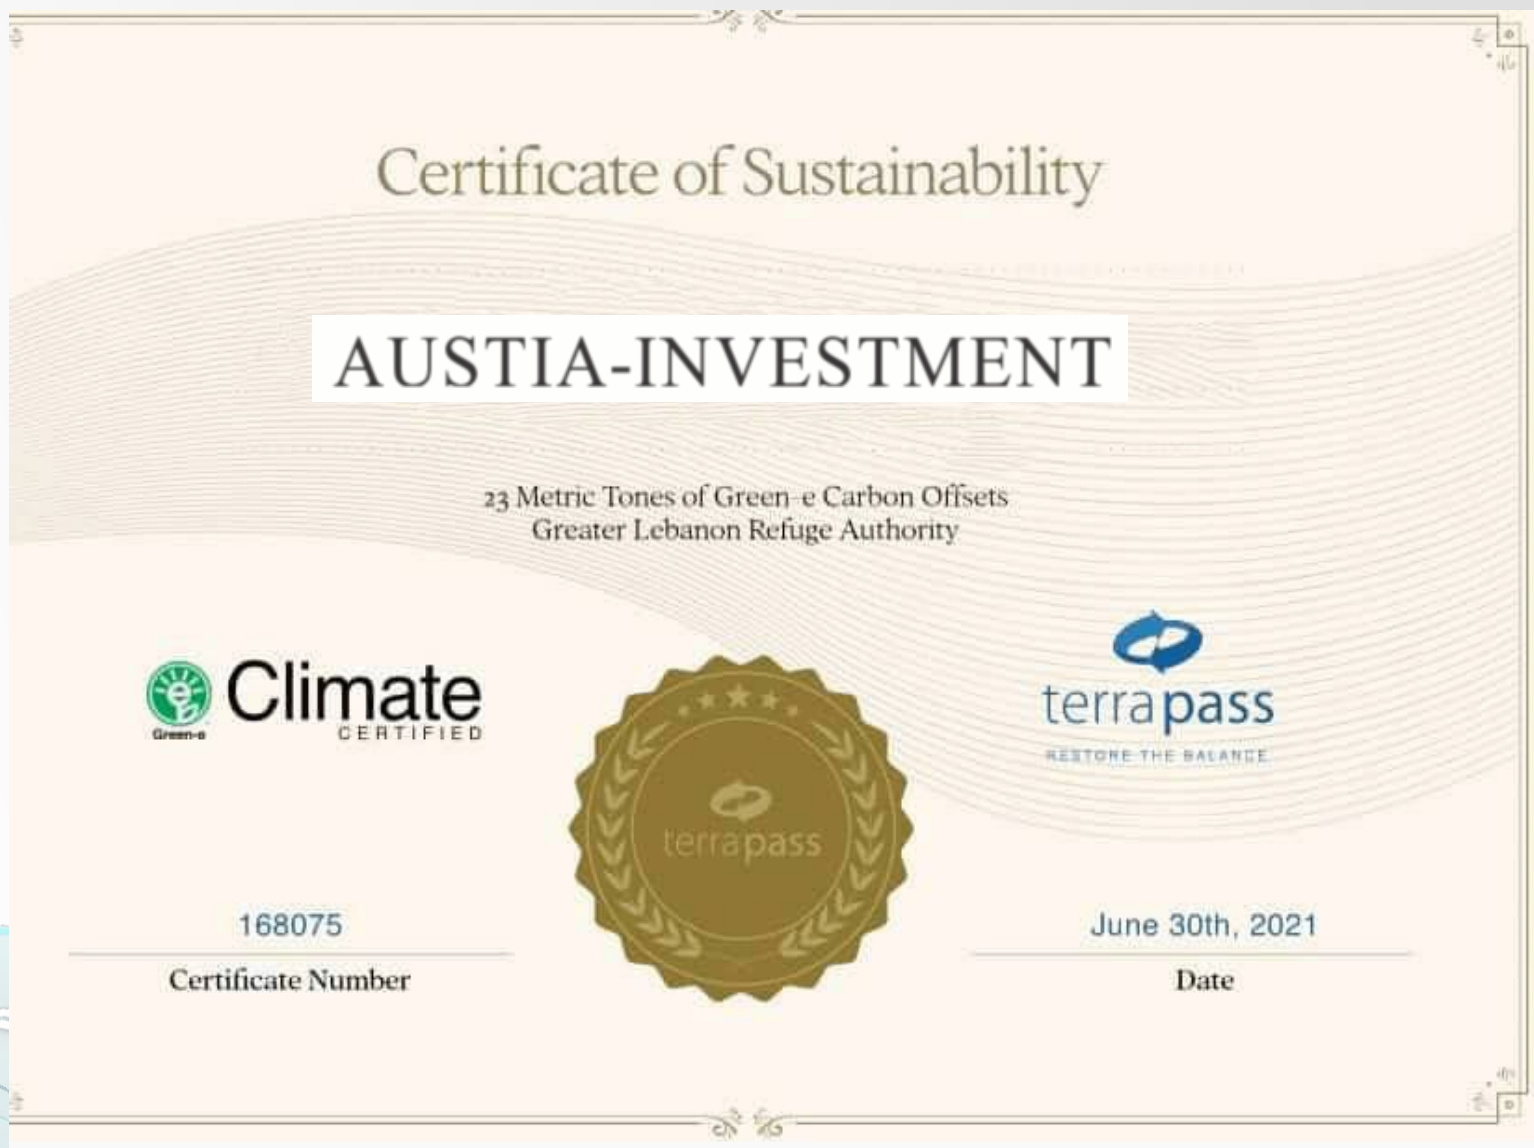 Certificate of Sustainability
AUSTIA-INVESTMENT
23 Metric Tones of Green-e Carbon Offsets
Greater Lebanon Refuge Authority
Climate
CERTIFIED
Green-e
terrapass
RESTORE THE BALANCE
terrapass
168075
Certificate Number
June 30th, 2021
Date